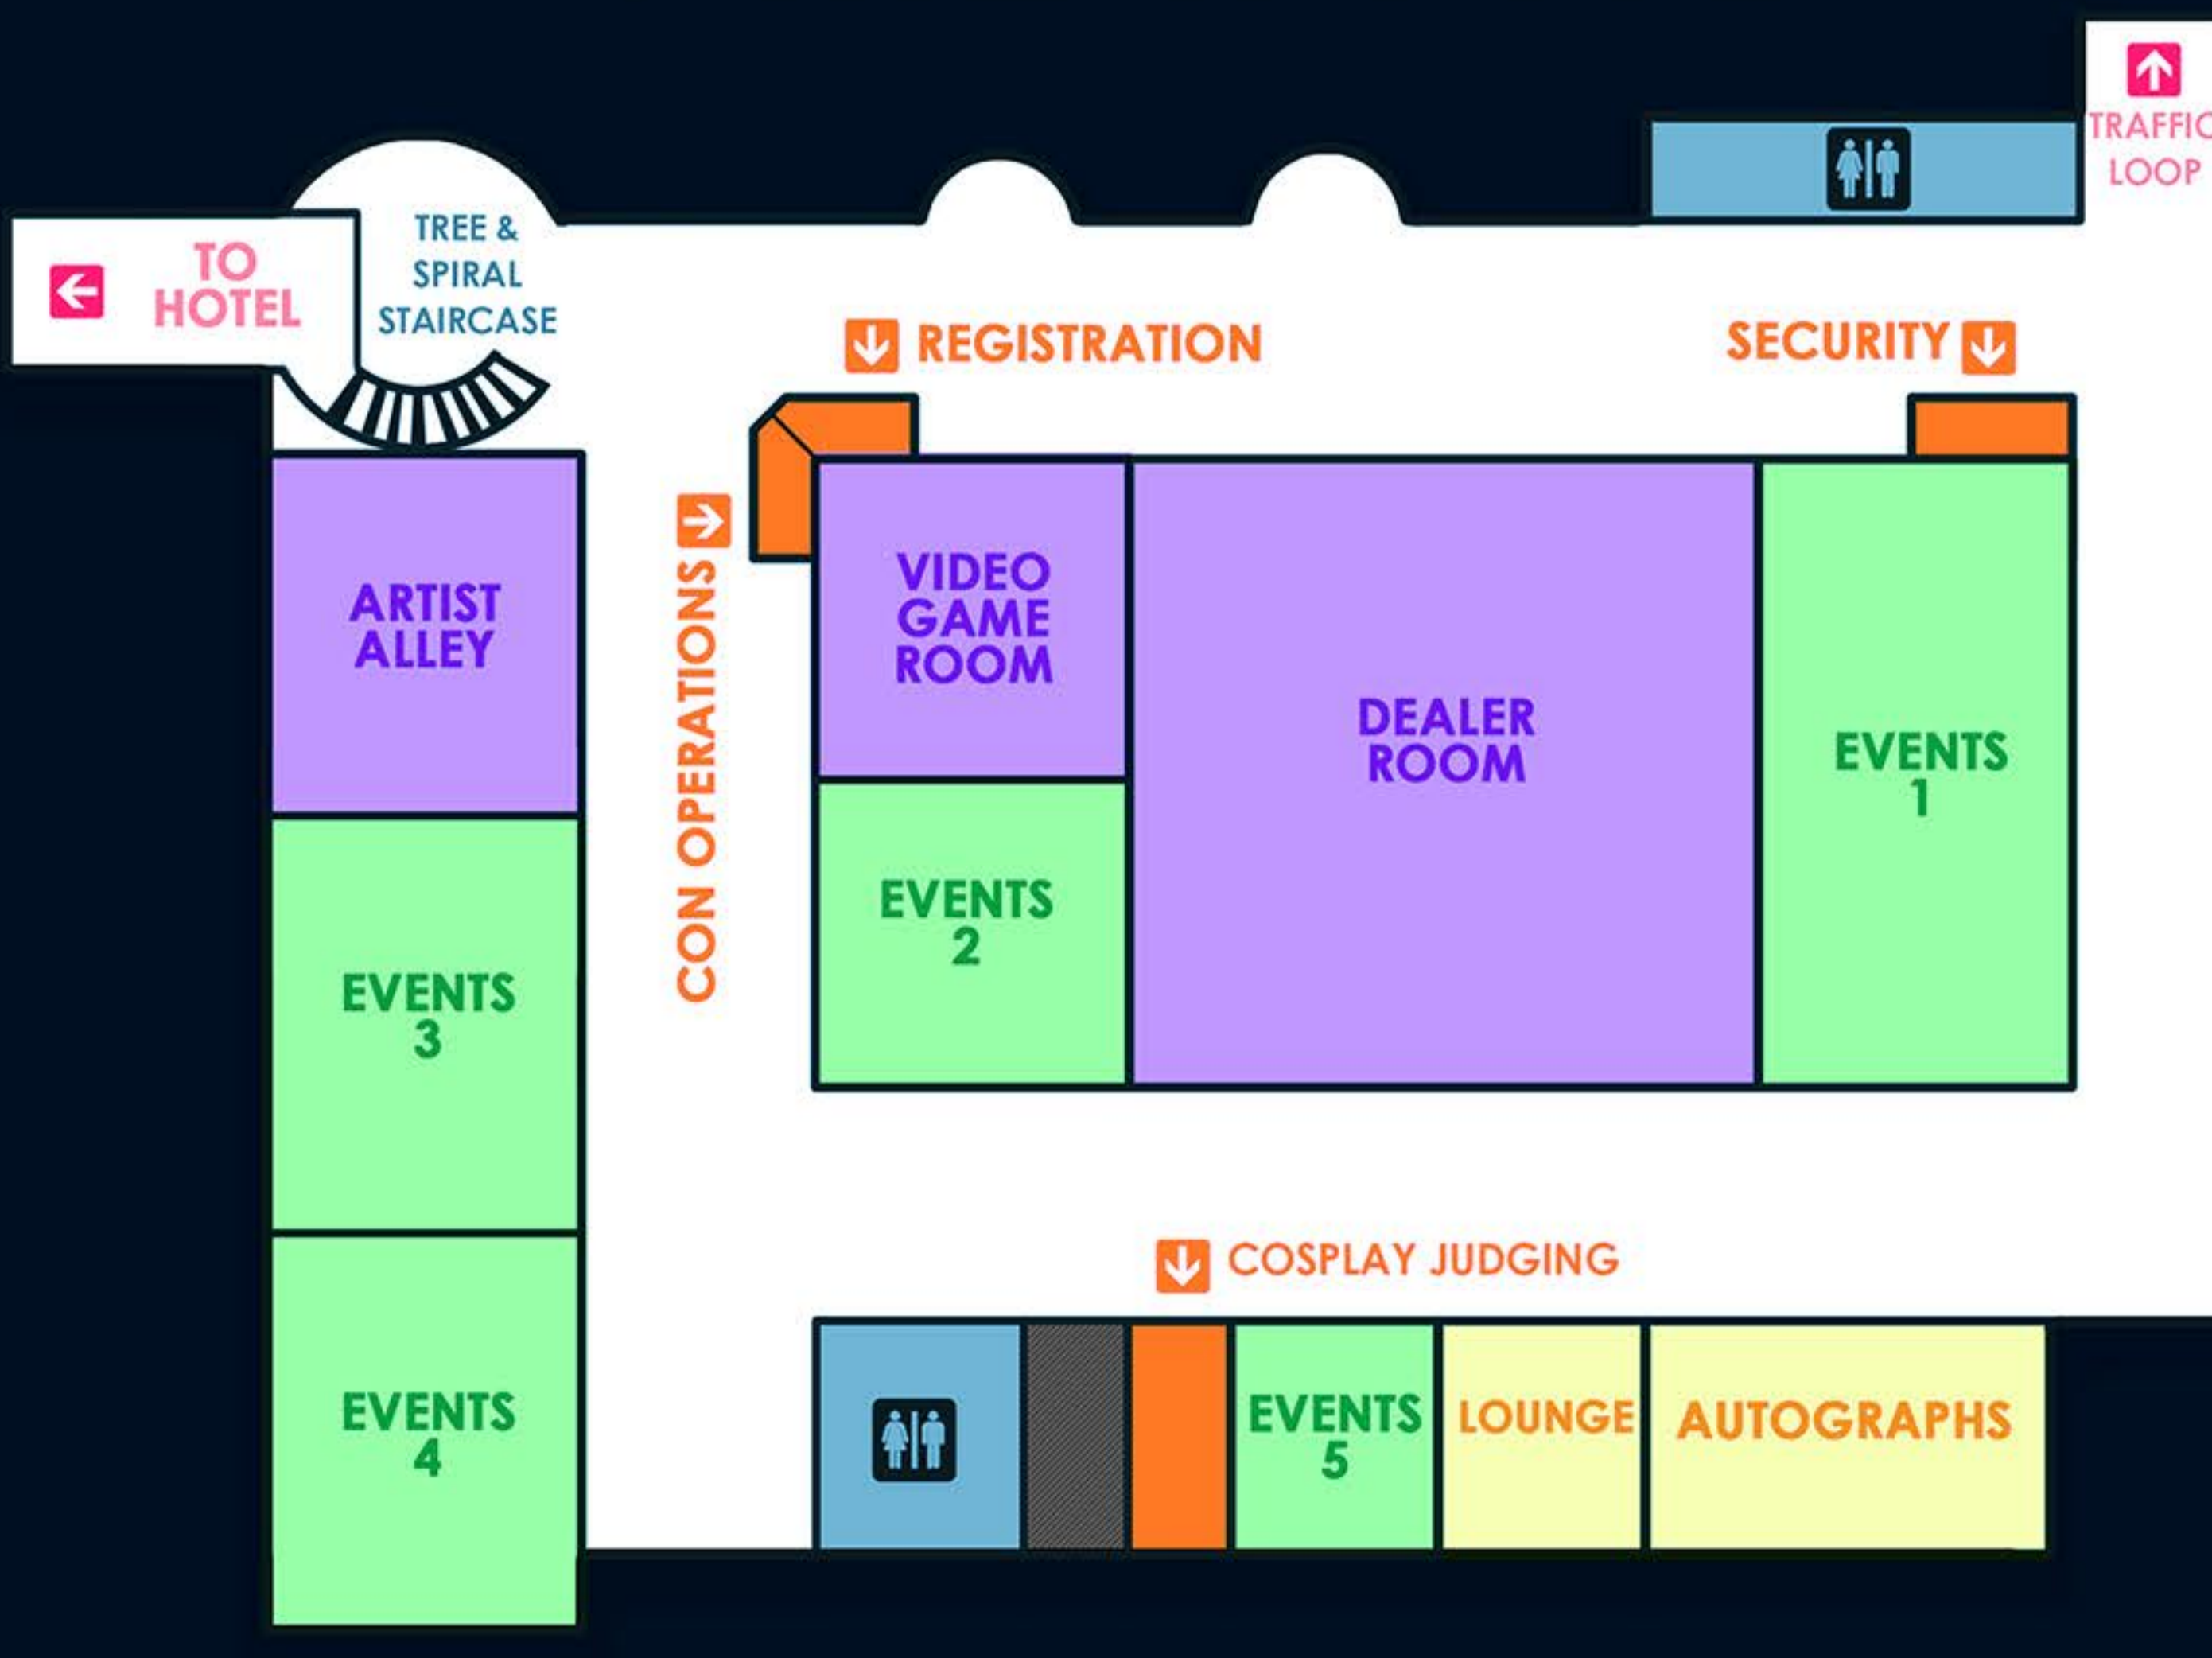 TRAFFIC
LOOP
TREE &
SPIRAL
STAIRCASE
TO
HOTEL
REGISTRATION
SECURITY
CON OPERATIONS
ARTIST
ALLEY
VIDEO
GAME
ROOM
DEALER
ROOM
EVENTS
1
EVENTS
2
EVENTS
3
COSPLAY JUDGING
EVENTS
4
EVENTS
5
LOUNGE
AUTOGRAPHS